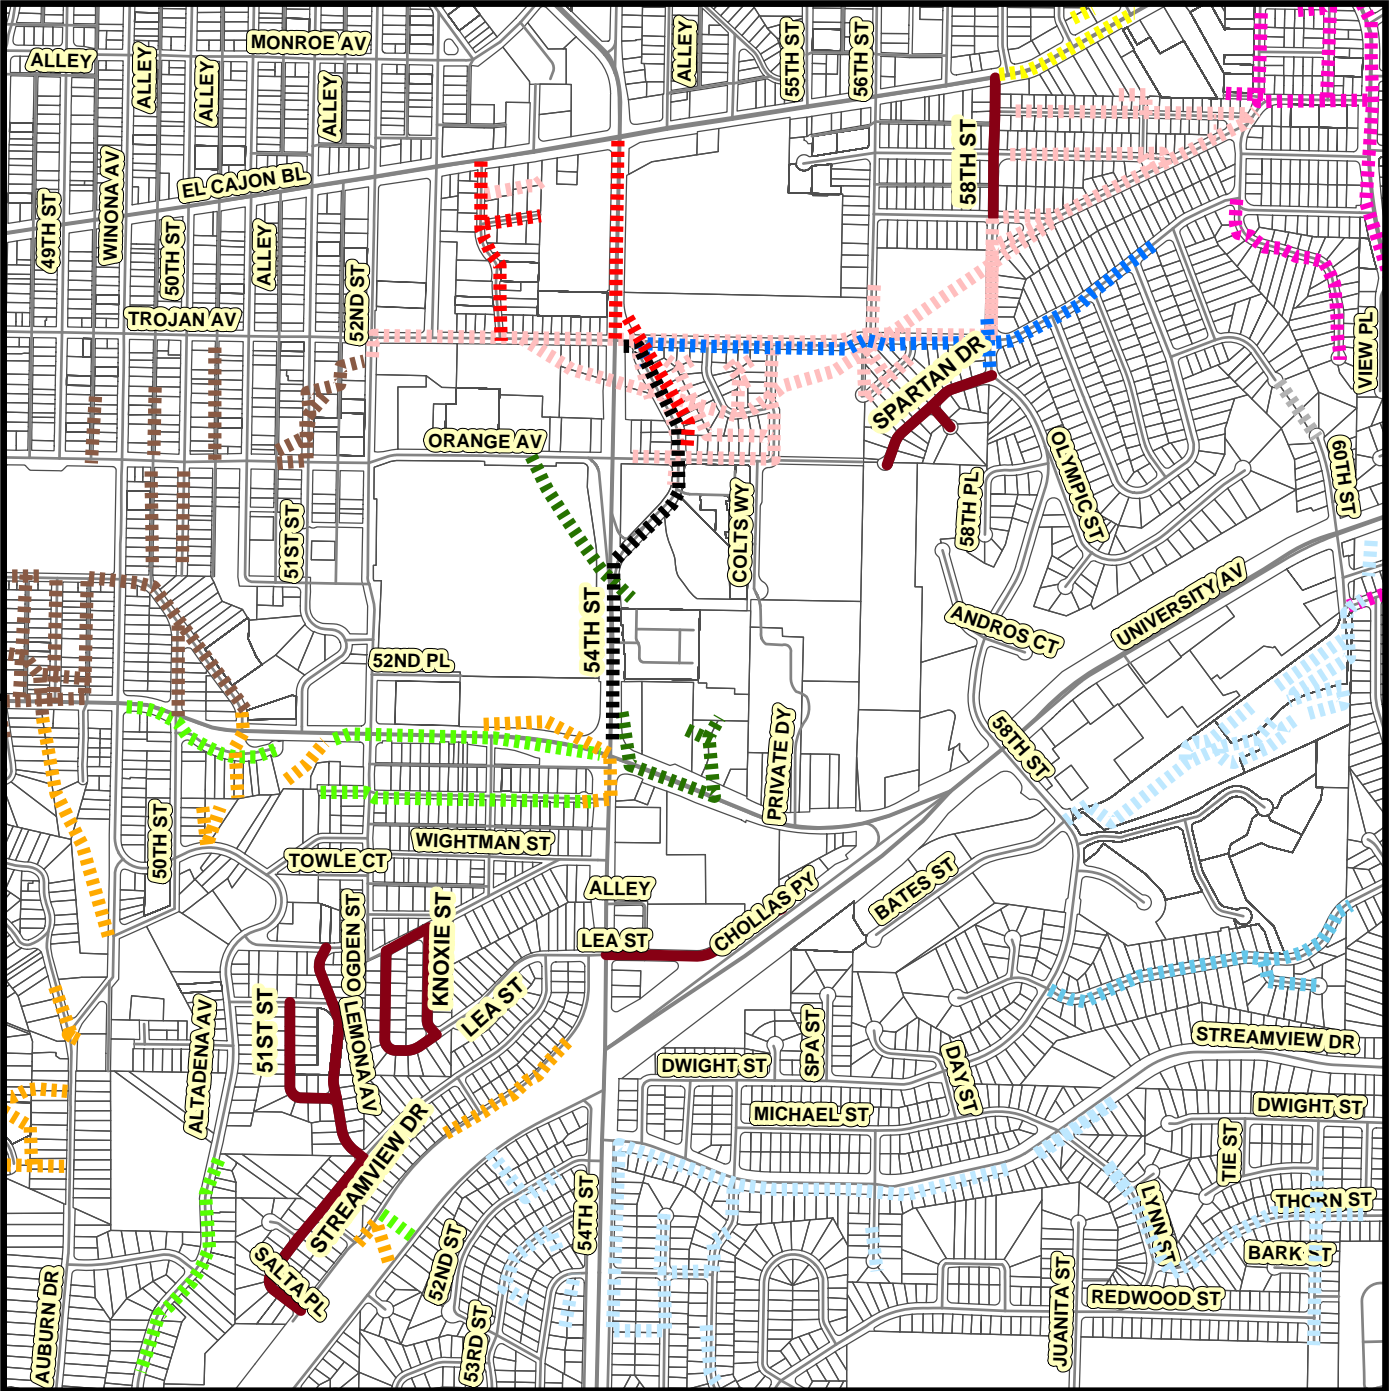 MONROE AV
ALLEY
ALLEY
ALLEY
ALLEY
ALLEY
55TH ST
56TH ST
58TH ST
EL CAJON BL
WINONA AV
49TH ST
50TH ST
ALLEY
52ND ST
TROJAN AV
VIEW PL
SPARTAN DR
ORANGE AV
OLYMPIC ST
60TH ST
58TH PL
COLTS WY
51ST ST
54TH ST
UNIVERSITY AV
ANDROS CT
52ND PL
PRIVATE DY
58TH ST
50TH ST
WIGHTMAN ST
TOWLE CT
ALLEY
BATES ST
CHOLLAS PY
OGDEN ST
KNOXIE ST
LEA ST
LEA ST
51ST ST
LEMONA AV
ALTADENA AV
SPA ST
STREAMVIEW DR
DWIGHT ST
DAY ST
MICHAEL ST
DWIGHT ST
TIE ST
STREAMVIEW DR
54TH ST
LYNN ST
THORN ST
BARK ST
52ND ST
SALTA PL
AUBURN DR
53RD ST
JUANITA ST
REDWOOD ST